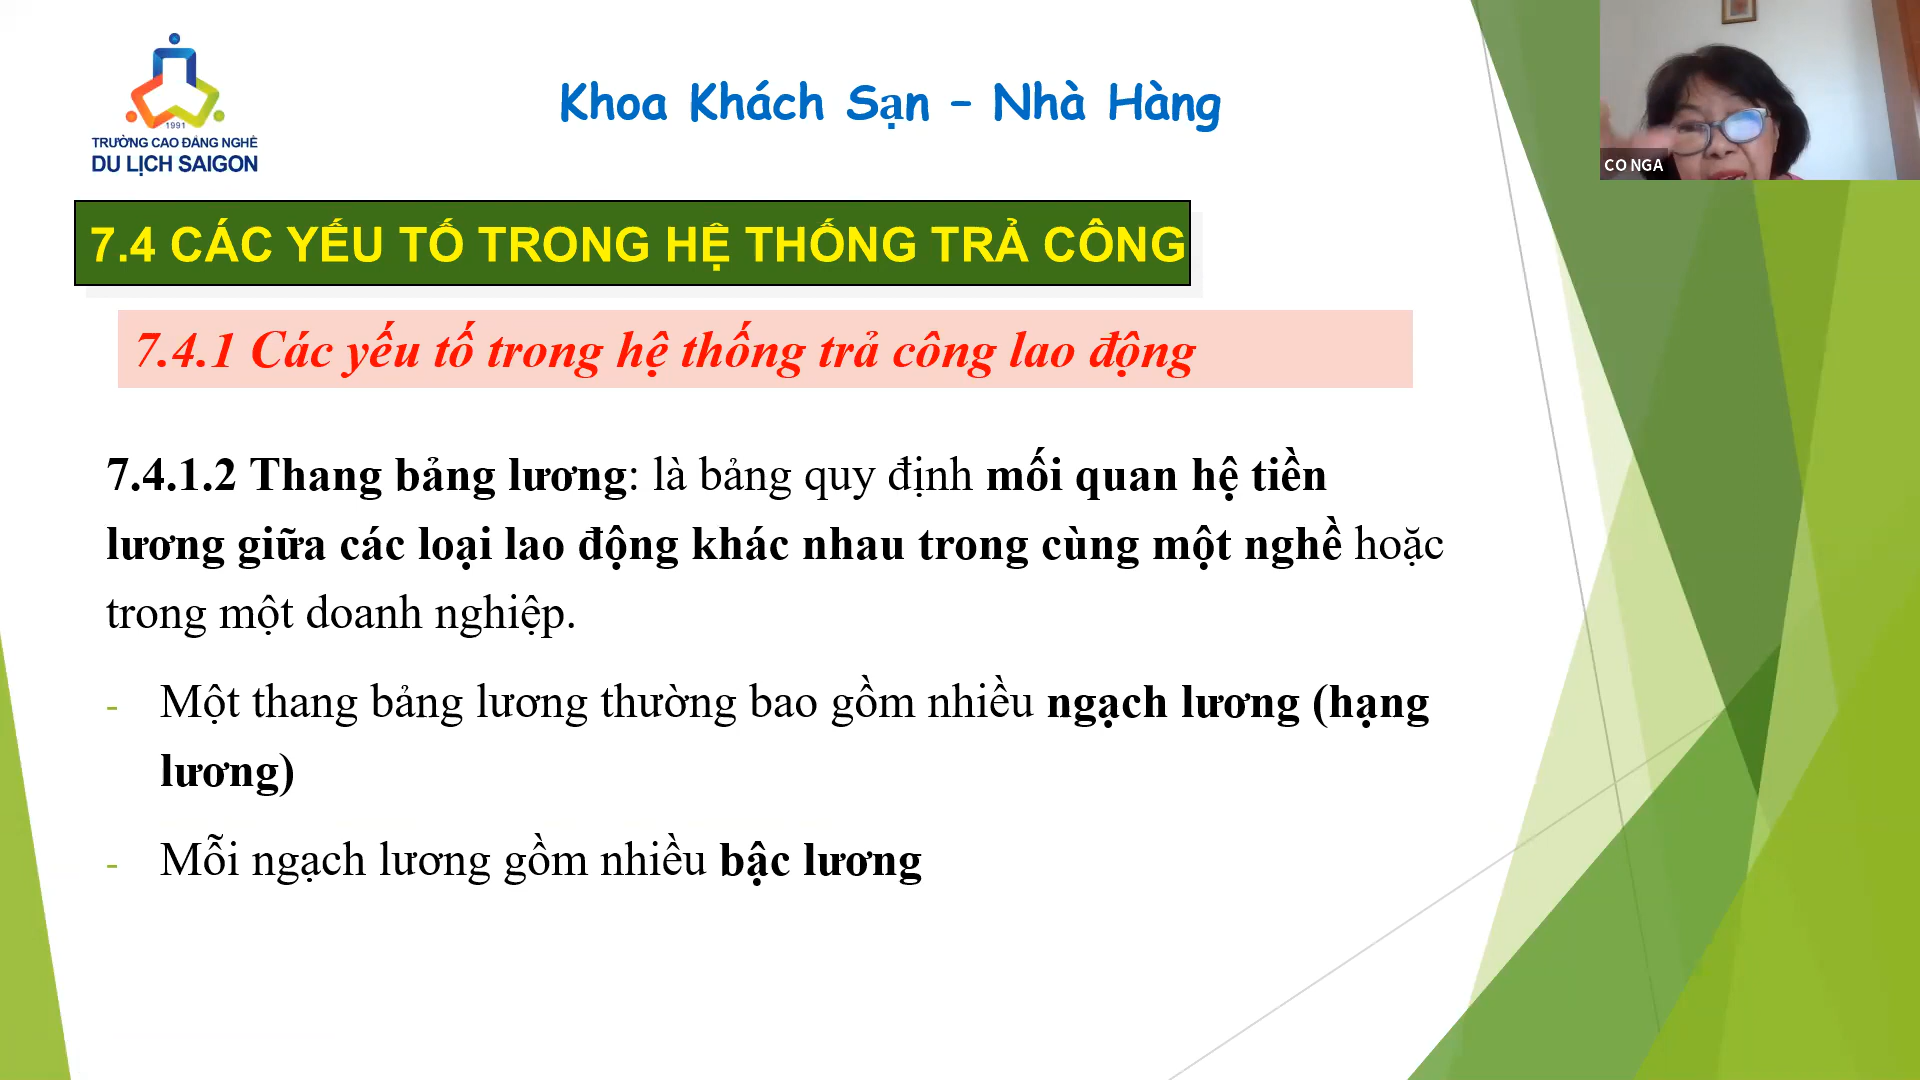 1991
TRƯỜNG CAO ĐẲNG NGHỀ
DU LỊCH SAIGON
Khoa Khách Sạn – Nhà Hàng
CO NGA
7.4 CÁC YẾU TỐ TRONG HỆ THỐNG TRẢ CÔNG
7.4.1 Các yếu tố trong hệ thống trả công lao động
7.4.1.2 Thang bảng lương: là bảng quy định mối quan hệ tiền
lương giữa các loại lao động khác nhau trong cùng một nghề hoặc
trong một doanh nghiệp.
- Một thang bảng lương thường bao gồm nhiều ngạch lương (hạng
lương)
- Mỗi ngạch lương gồm nhiều bậc lương